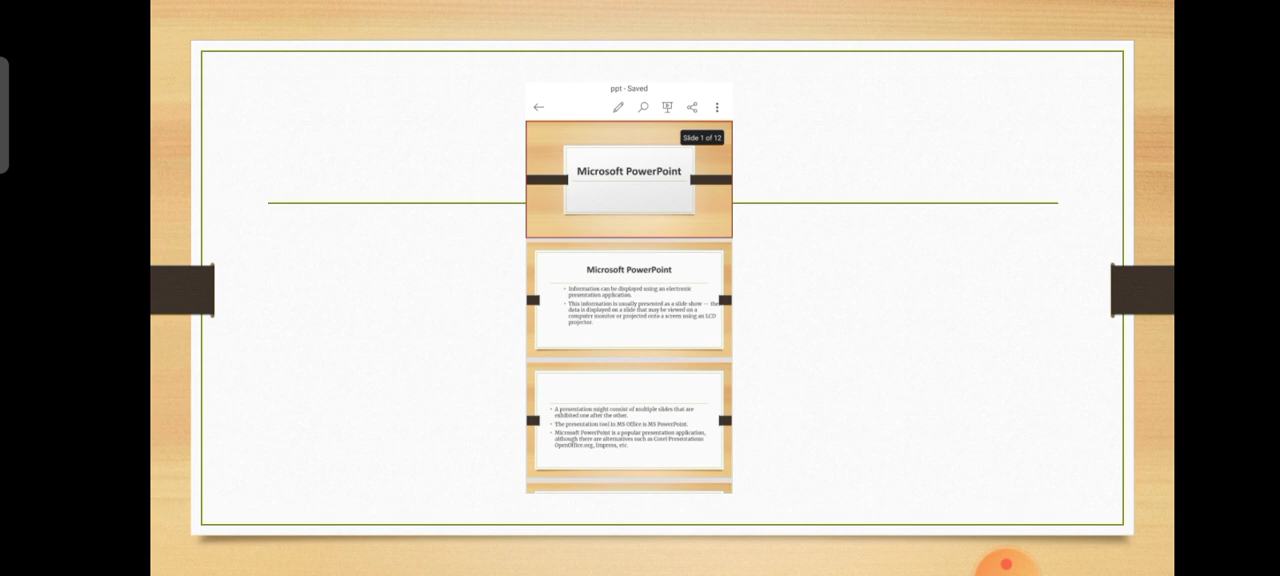 ppt - Saved
Slide 1 of 12
Microsoft PowerPoint
Microsoft PowerPoint
• Information can be displayed using an electronic
presentation application.
• This information is usually presented as a slide show -- the
data is displayed on a slide that may be viewed on a
computer monitor or projected onto a screen using an LCD
projector.
• A presentation might consist of multiple slides that are
exhibited one after the other.
• The presentation tool in MS Office is MS PowerPoint.
• Microsoft PowerPoint is a popular presentation application,
although there are alternatives such as Corel Presentations
OpenOffice.org, Impress, etc.